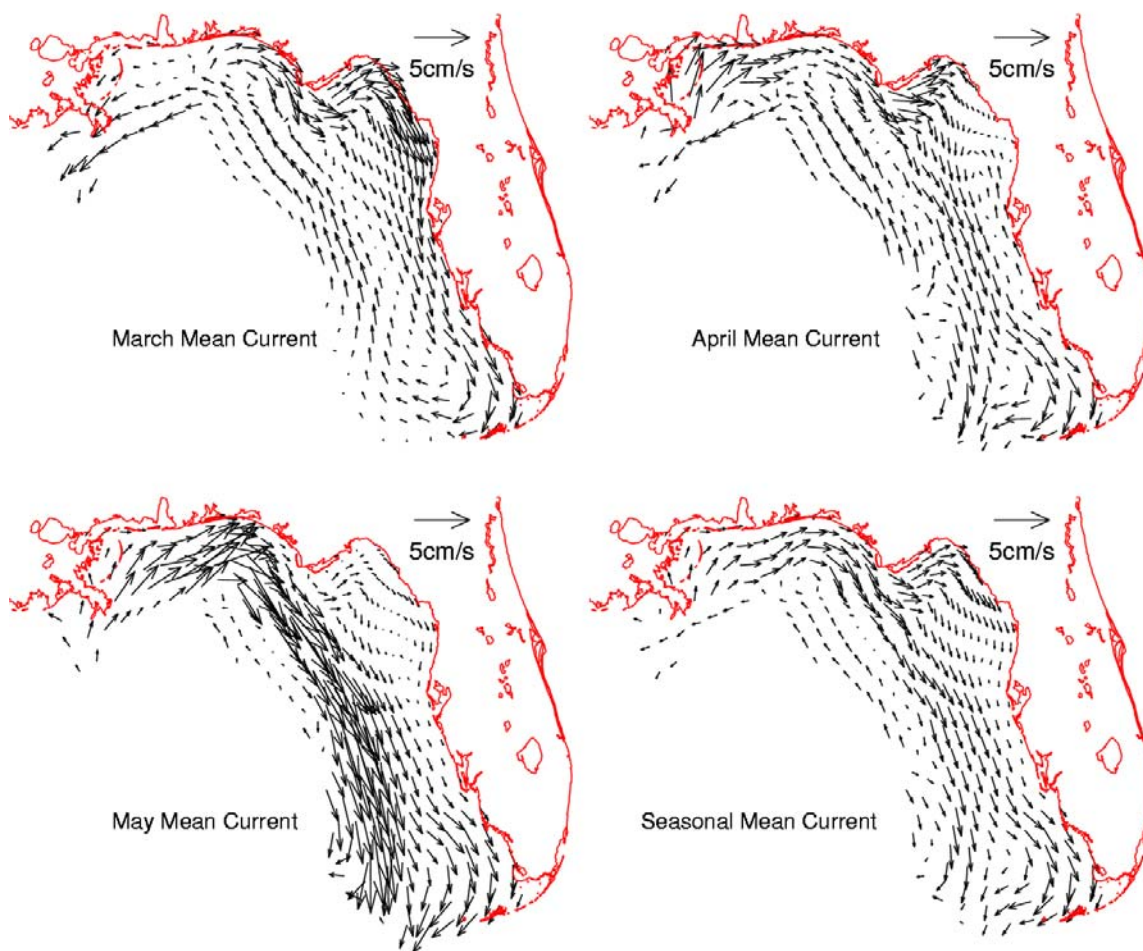 5cm/s
March Mean Current
5cm/s
April Mean Current
5cm/s
May Mean Current
5cm/s
Seasonal Mean Current